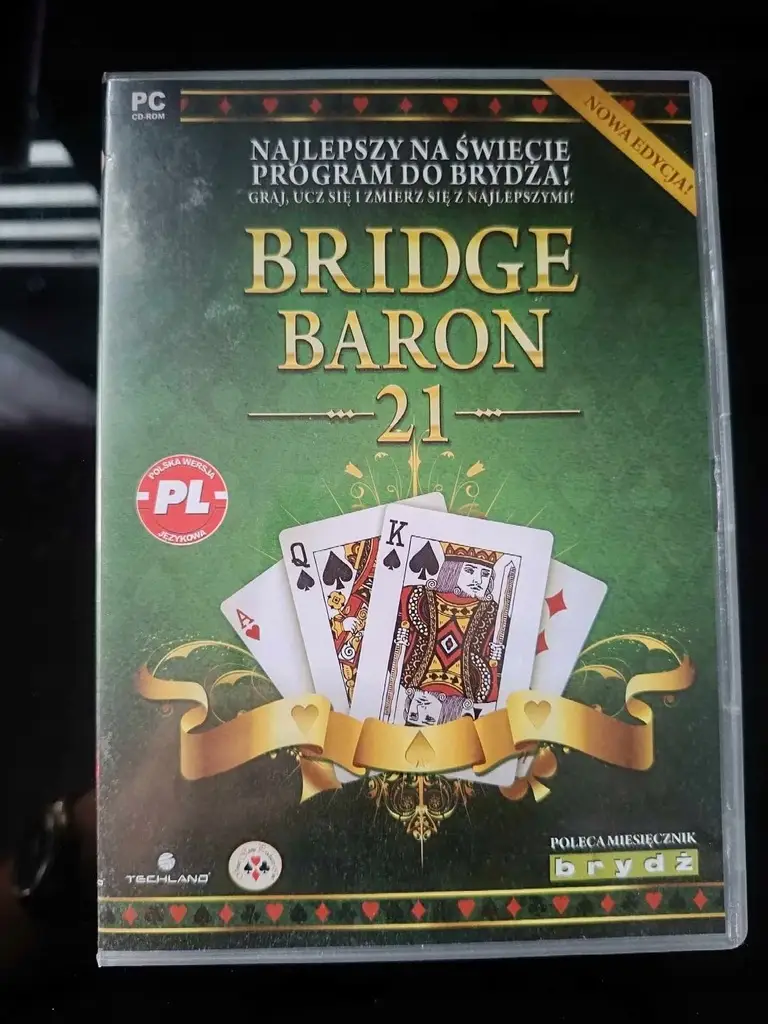 PC
CD-ROM
NOWA EDYCJA!
NAJLEPSZY NA ŚWIECIE
PROGRAM DO BRYDŻA!
GRAJ, UCZ SIĘ I ZMIERZ SIĘ Z NAJLEPSZYMI!
BRIDGE
BARON
21
POLSKA WERSJA
PL
JĘZYKOWA
A
Q
K
POLECA MIESIĘCZNIK
brydż
TECHLAND